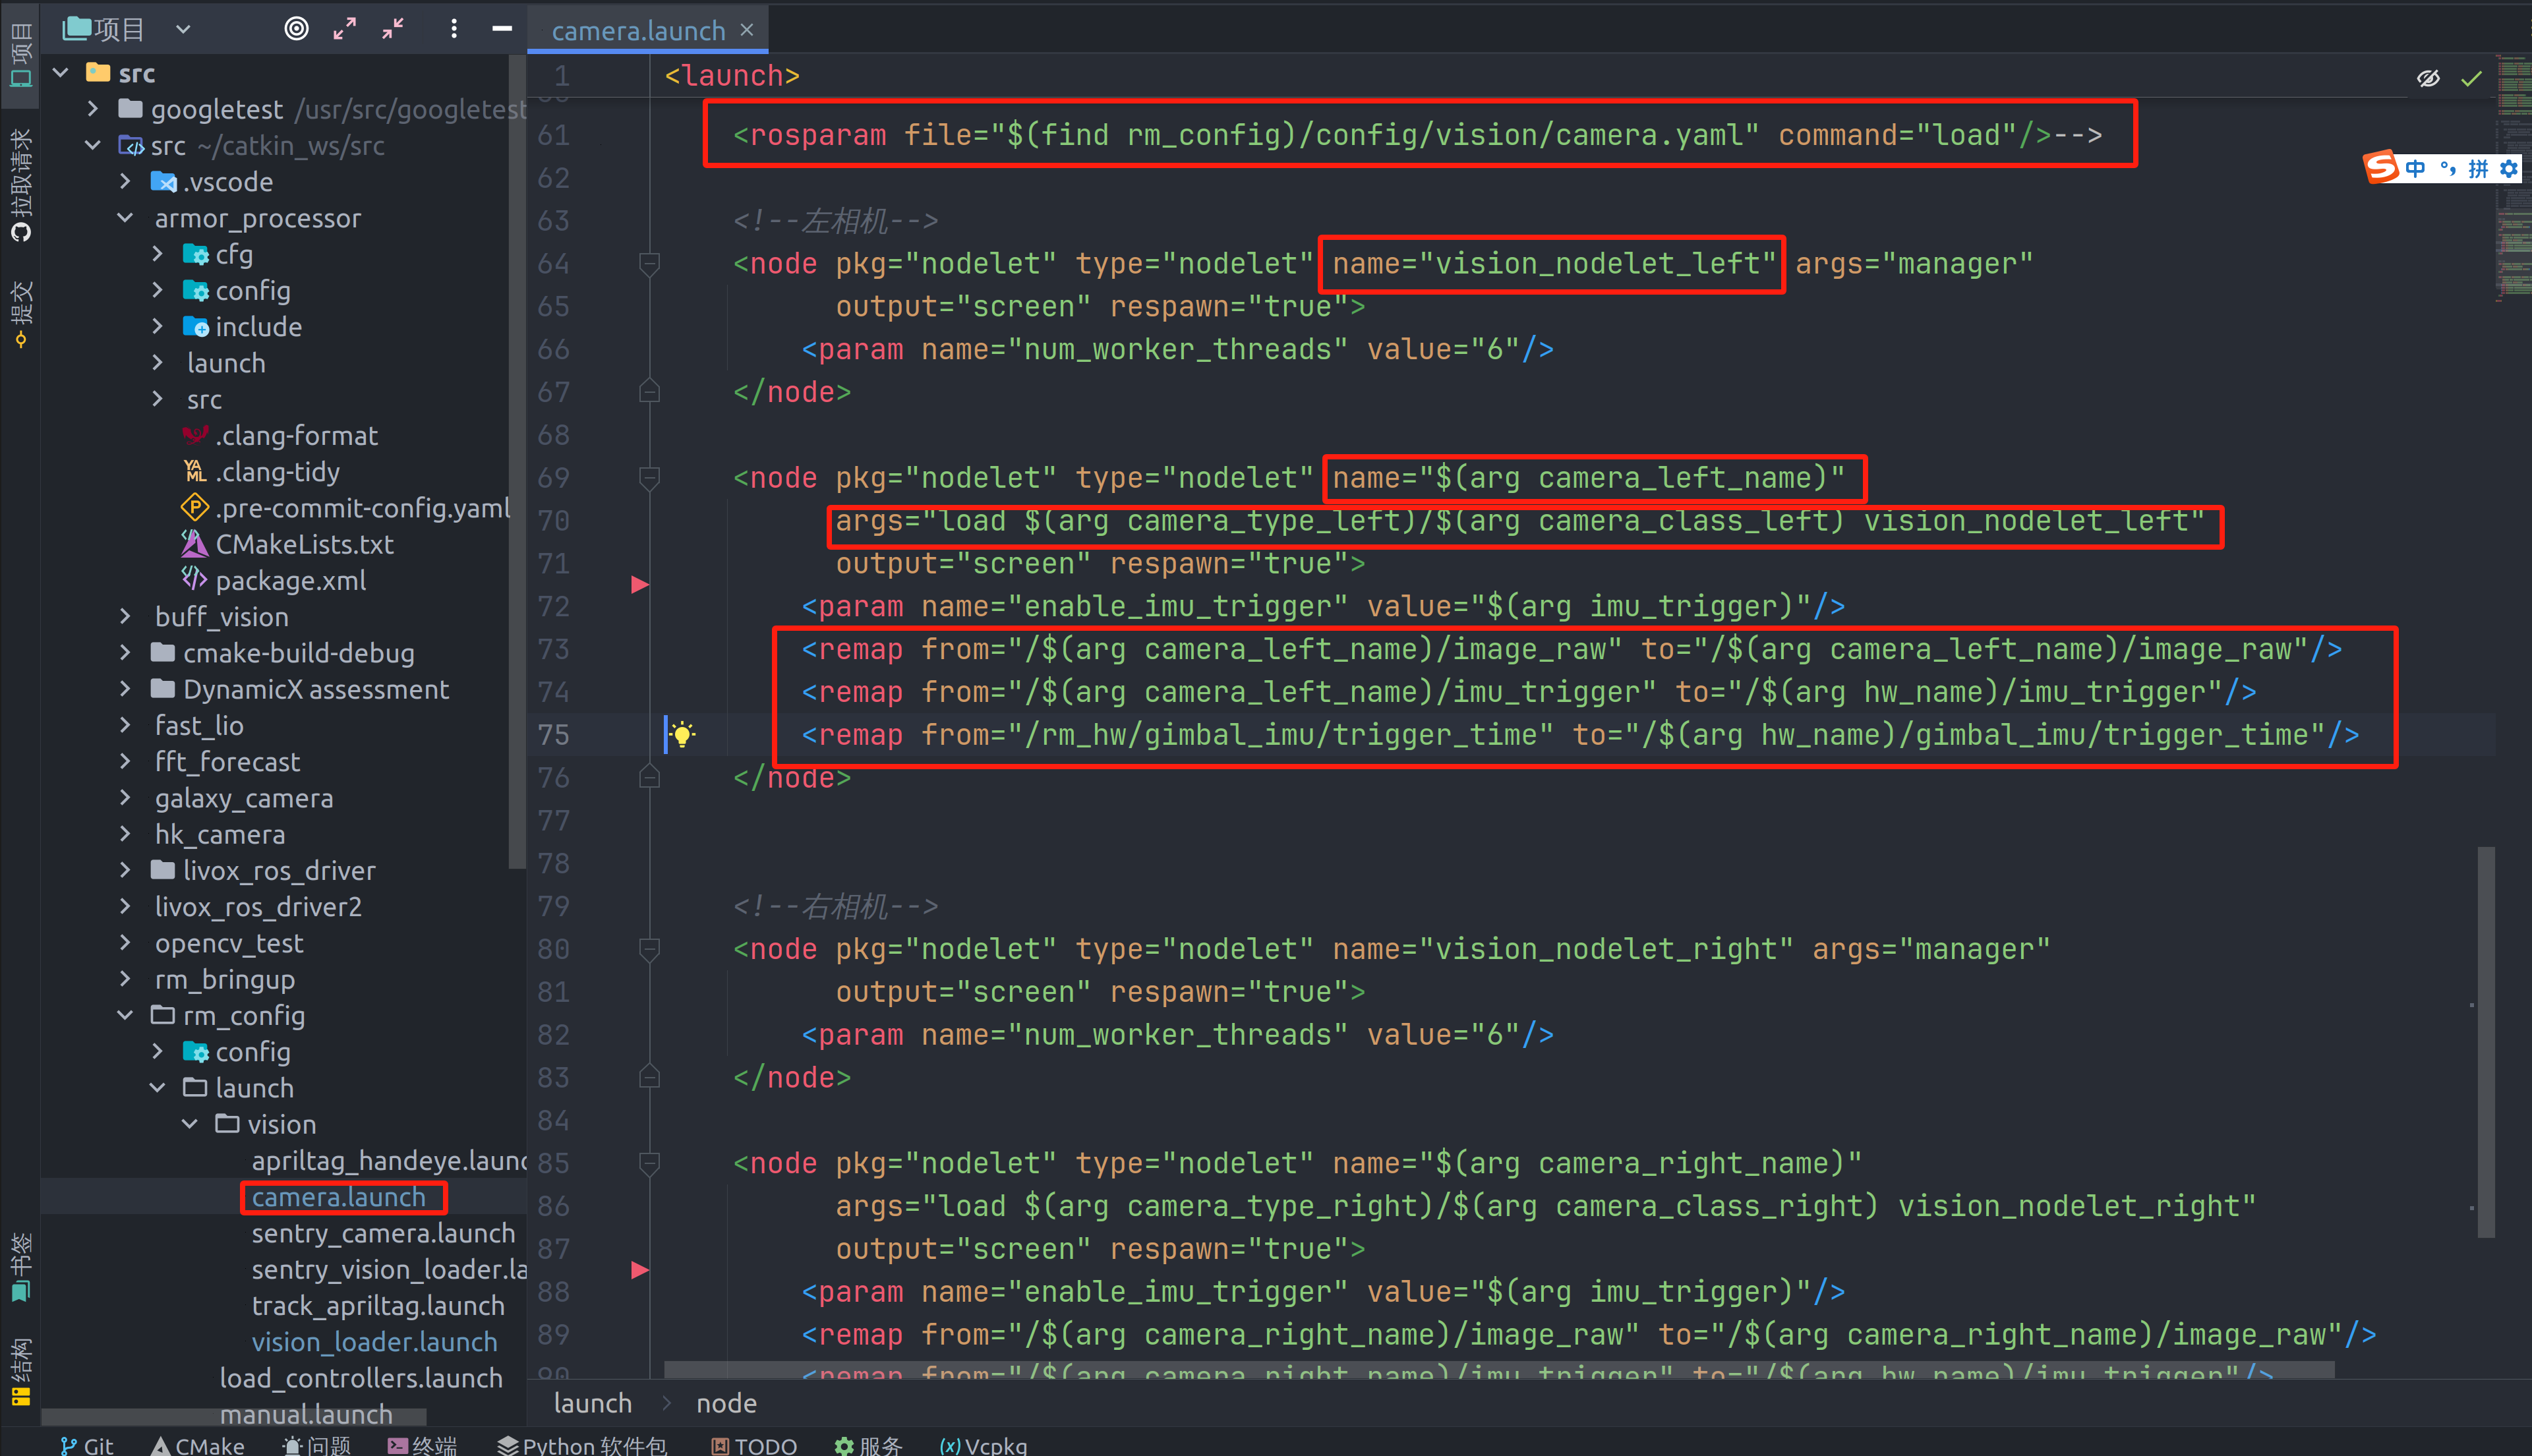 项目
camera.launch
项目
拉取请求
提交
书签
结构
src
googletest /usr/src/googletest
src ~/catkin_ws/src
.vscode
armor_processor
cfg
config
include
launch
src
.clang-format
.clang-tidy
.pre-commit-config.yaml
CMakeLists.txt
package.xml
buff_vision
cmake-build-debug
DynamicX assessment
fast_lio
fft_forecast
galaxy_camera
hk_camera
livox_ros_driver
livox_ros_driver2
opencv_test
rm_bringup
rm_config
config
launch
vision
apriltag_handeye.launc
camera.launch
sentry_camera.launch
sentry_vision_loader.la
track_apriltag.launch
vision_loader.launch
load_controllers.launch
manual.launch
1 <launch>
61 <rosparam file="$(find rm_config)/config/vision/camera.yaml" command="load"/>-->
62
63 <!--左相机-->
64 <node pkg="nodelet" type="nodelet" name="vision_nodelet_left" args="manager"
65 output="screen" respawn="true">
66 <param name="num_worker_threads" value="6"/>
67 </node>
68
69 <node pkg="nodelet" type="nodelet" name="$(arg camera_left_name)"
70 args="load $(arg camera_type_left)/$(arg camera_class_left) vision_nodelet_left"
71 output="screen" respawn="true">
72 <param name="enable_imu_trigger" value="$(arg imu_trigger)"/>
73 <remap from="/$(arg camera_left_name)/image_raw" to="/$(arg camera_left_name)/image_raw"/>
74 <remap from="/$(arg camera_left_name)/imu_trigger" to="/$(arg hw_name)/imu_trigger"/>
75 <remap from="/rm_hw/gimbal_imu/trigger_time" to="/$(arg hw_name)/gimbal_imu/trigger_time"/>
76 </node>
77
78
79 <!--右相机-->
80 <node pkg="nodelet" type="nodelet" name="vision_nodelet_right" args="manager"
81 output="screen" respawn="true">
82 <param name="num_worker_threads" value="6"/>
83 </node>
84
85 <node pkg="nodelet" type="nodelet" name="$(arg camera_right_name)"
86 args="load $(arg camera_type_right)/$(arg camera_class_right) vision_nodelet_right"
87 output="screen" respawn="true">
88 <param name="enable_imu_trigger" value="$(arg imu_trigger)"/>
89 <remap from="/$(arg camera_right_name)/image_raw" to="/$(arg camera_right_name)/image_raw"/>
90 <remap from="/$(arg camera_right_name)/imu_trigger" to="/$(arg hw_name)/imu_trigger"/>
S 中 °, 拼
launch > node
Git CMake 问题 终端 Python 软件包 TODO 服务 (x) Vcpkg